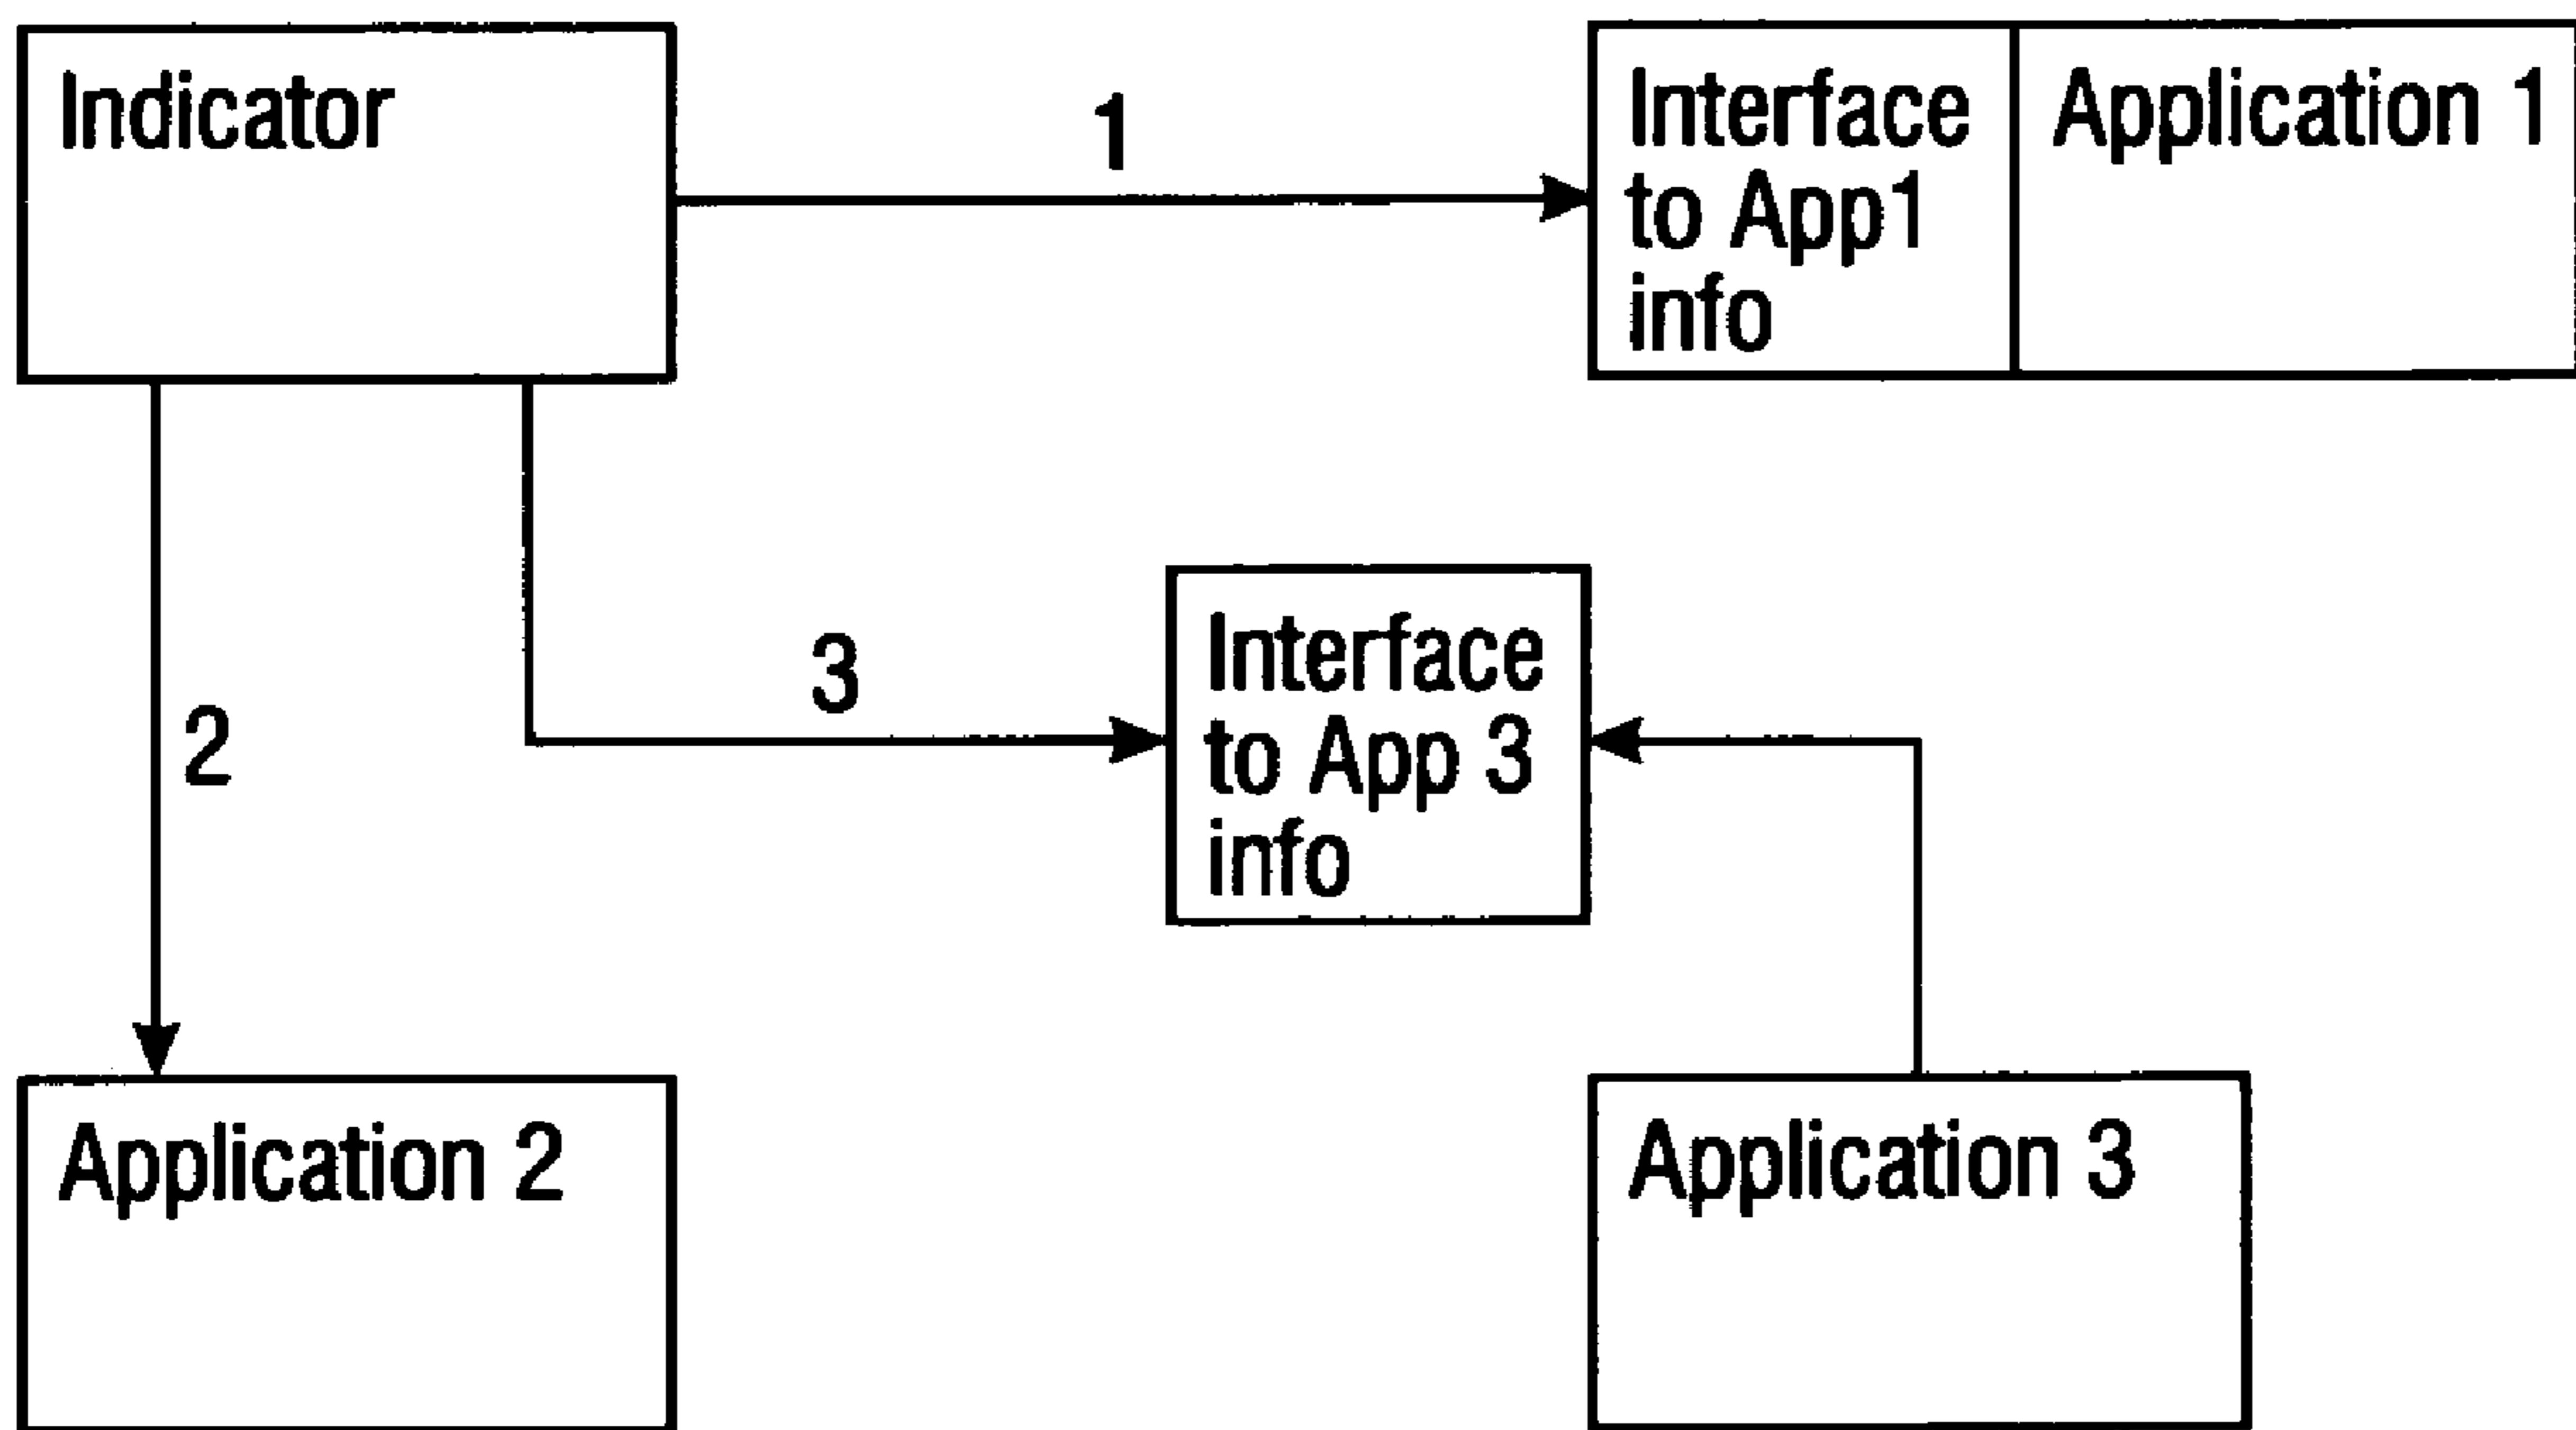 Indicator
1
Interface
to App1
info
Application 1
3
Interface
to App 3
info
2
Application 2
Application 3